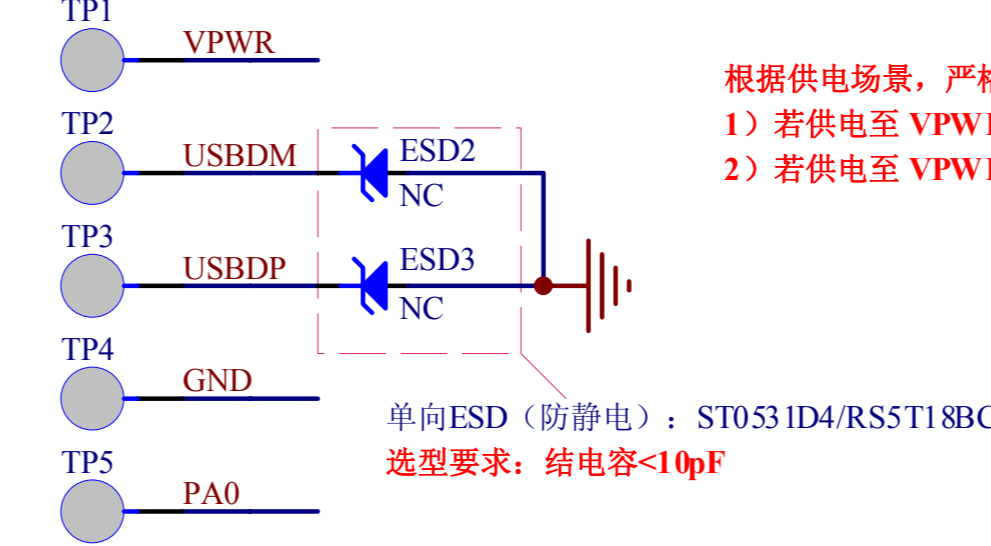 TP1
VPWR
根据供电场景，严格
1）若供电至 VPW
TP2
USBDM
ESD2
2）若供电至 VPW
NC
TP3
USBDP
ESD3
NC
TP4
GND
单向ESD（防静电）：ST0531D4/RS5T18BC
选型要求：结电容<10pF
TP5
PA0